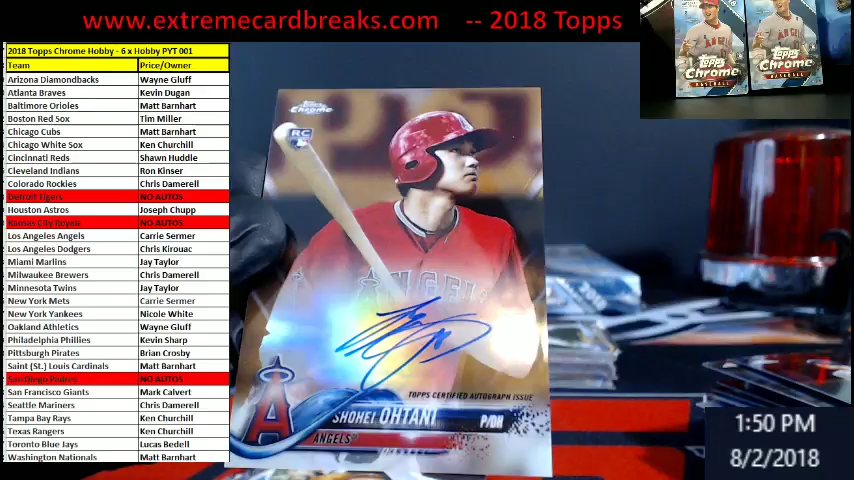 www.extremecardbreaks.com -- 2018 Topps
2018 Topps Chrome Hobby - 6 x Hobby PYT 001
Team Price/Owner
Arizona Diamondbacks Wayne Gluff
Atlanta Braves Kevin Dugan
Baltimore Orioles Matt Barnhart
Boston Red Sox Tim Miller
Chicago Cubs Matt Barnhart
Chicago White Sox Ken Churchill
Cincinnati Reds Shawn Huddle
Cleveland Indians Ron Kinser
Colorado Rockies Chris Damerell
Detroit Tigers NO AUTOS
Houston Astros Joseph Chupp
Kansas City Royals NO AUTOS
Los Angeles Angels Carrie Sermer
Los Angeles Dodgers Chris Kirouac
Miami Marlins Jay Taylor
Milwaukee Brewers Chris Damerell
Minnesota Twins Jay Taylor
New York Mets Carrie Sermer
New York Yankees Nicole White
Oakland Athletics Wayne Gluff
Philadelphia Phillies Kevin Sharp
Pittsburgh Pirates Brian Crosby
Saint (St.) Louis Cardinals Matt Barnhart
SanDiego Padres NO AUTOS
San Francisco Giants Mark Calvert
Seattle Mariners Chris Damerell
Tampa Bay Rays Ken Churchill
Texas Rangers Ken Churchill
Toronto Blue Jays Lucas Bedell
Washington Nationals Matt Barnhart
Topps
Chrome
RC
ANGELS
TOPPS CERTIFIED AUTOGRAPH ISSUE
SHOHEI OHTANI P/DH
ANGELS
A
Topps
Chrome
BASEBALL
Topps
Chrome
BASEBALL
1:50 PM
8/2/2018